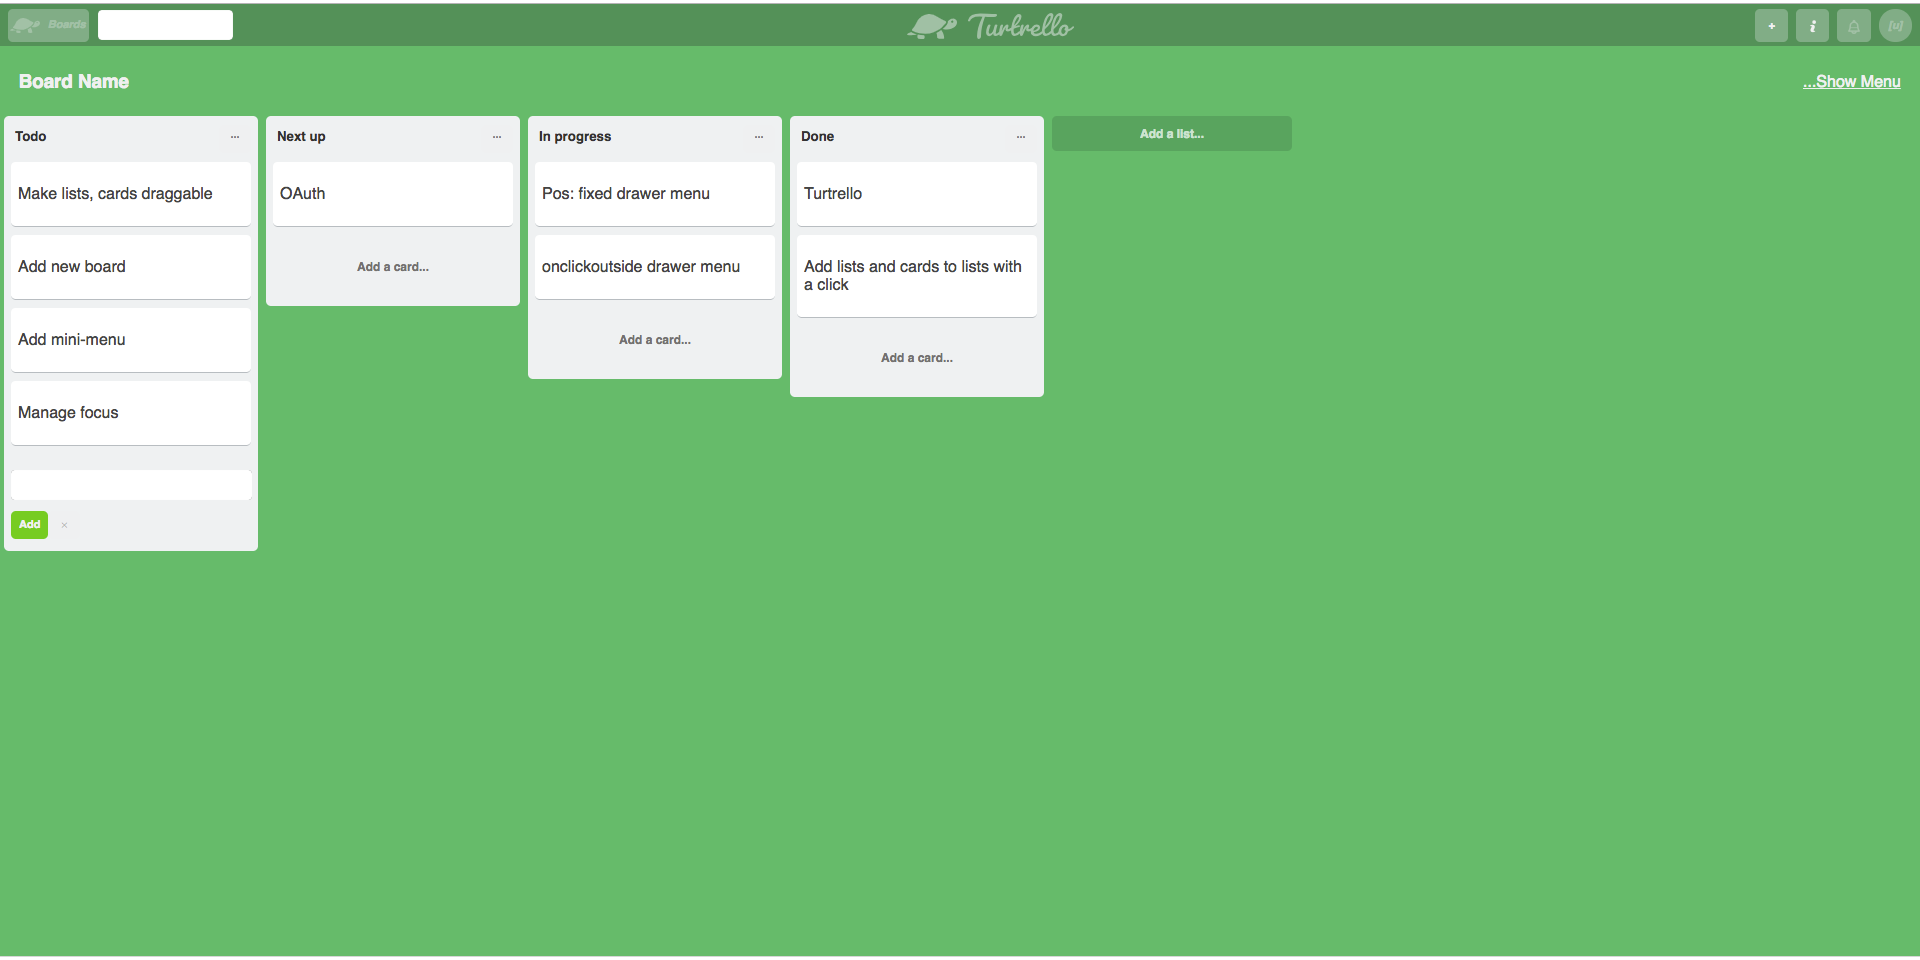 Boards
Turtrello
+
i
[u]
Board Name
...Show Menu
Todo
...
Make lists, cards draggable
Add new board
Add mini-menu
Manage focus
Add
×
Next up
...
OAuth
Add a card...
In progress
...
Pos: fixed drawer menu
onclickoutside drawer menu
Add a card...
Done
...
Turtrello
Add lists and cards to lists with
a click
Add a card...
Add a list...